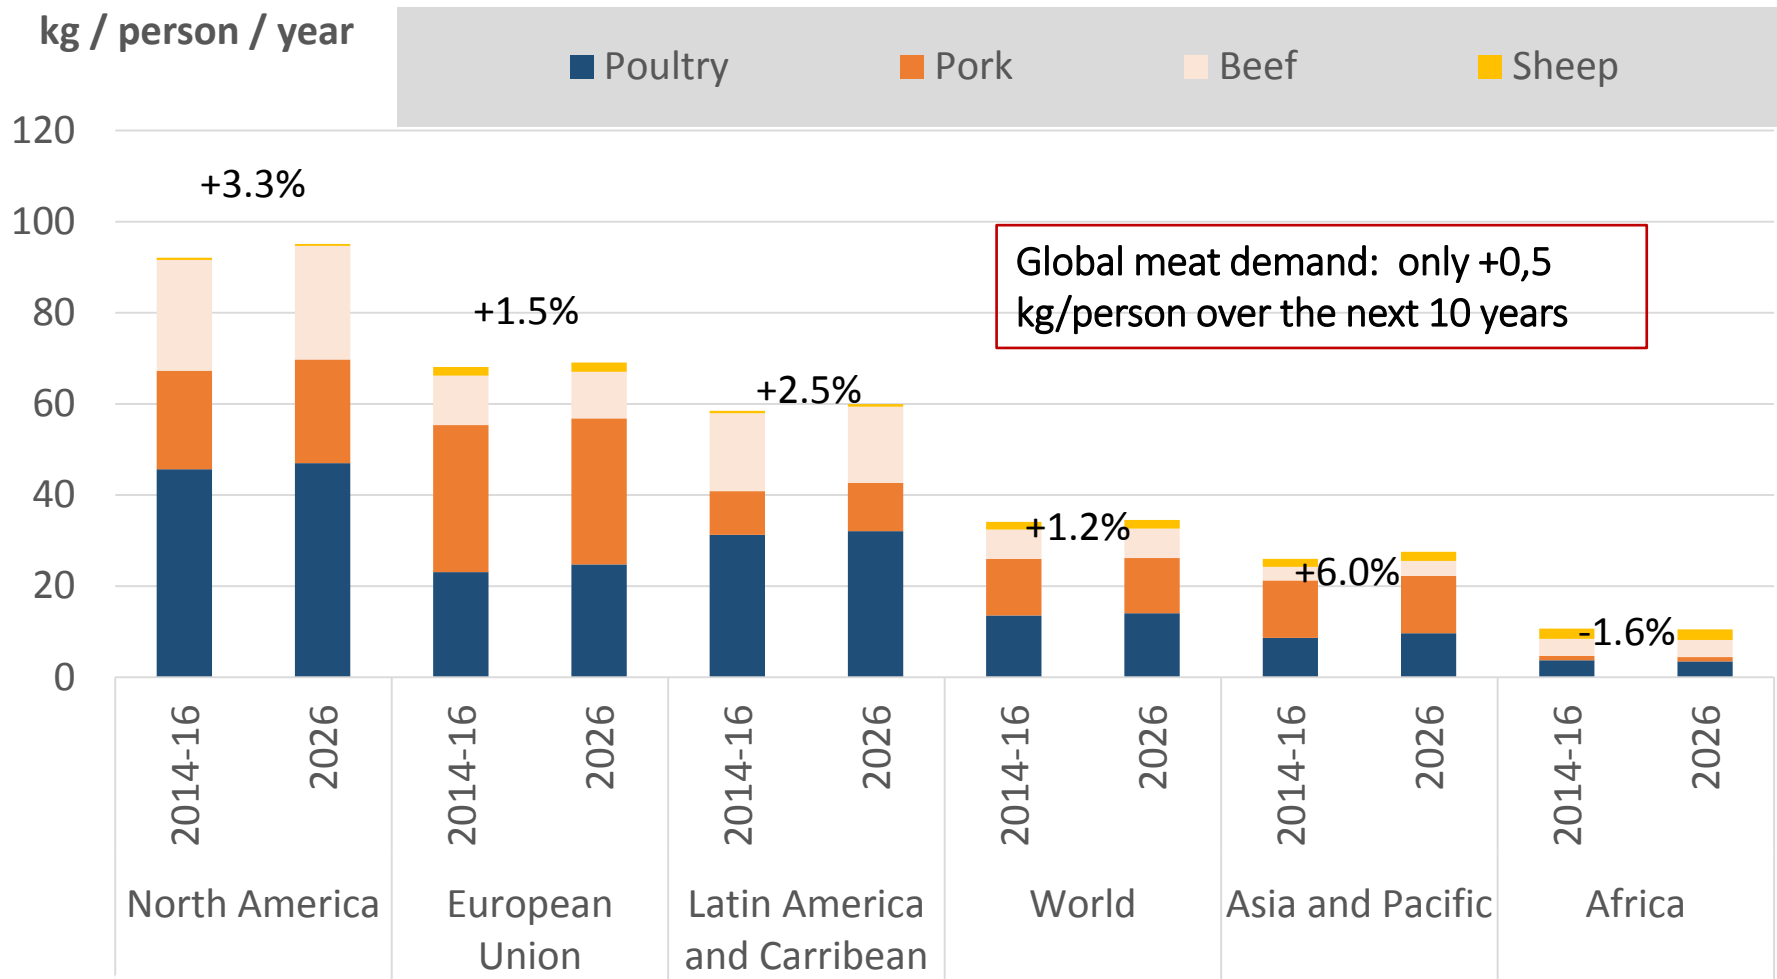 kg / person / year
Poultry Pork Beef Sheep
120
100
80
60
40
20
0
+3.3%
+1.5%
+2.5%
+1.2%
+6.0%
-1.6%
Global meat demand: only +0,5
kg/person over the next 10 years
2014-16 2026 2014-16 2026 2014-16 2026 2014-16 2026 2014-16 2026 2014-16 2026
North America
European
Union
Latin America
and Carribean
World
Asia and Pacific
Africa